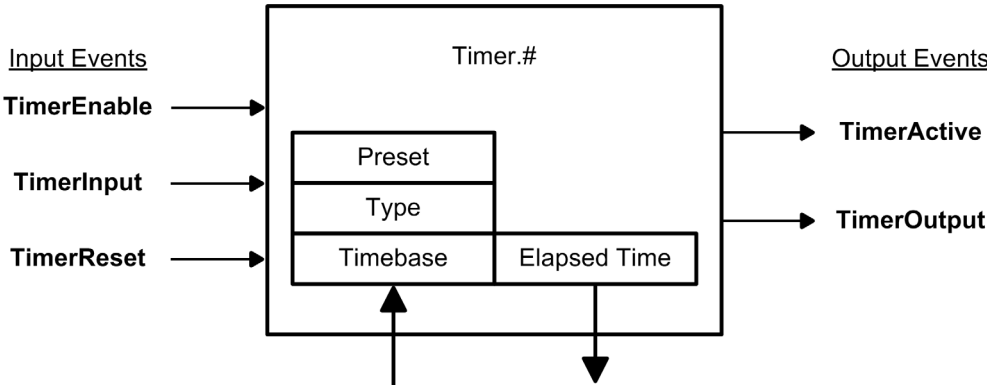 Input Events
Timer.#
Output Events
TimerEnable
TimerActive
Preset
TimerInput
Type
TimerOutput
TimerReset
Timebase
Elapsed Time